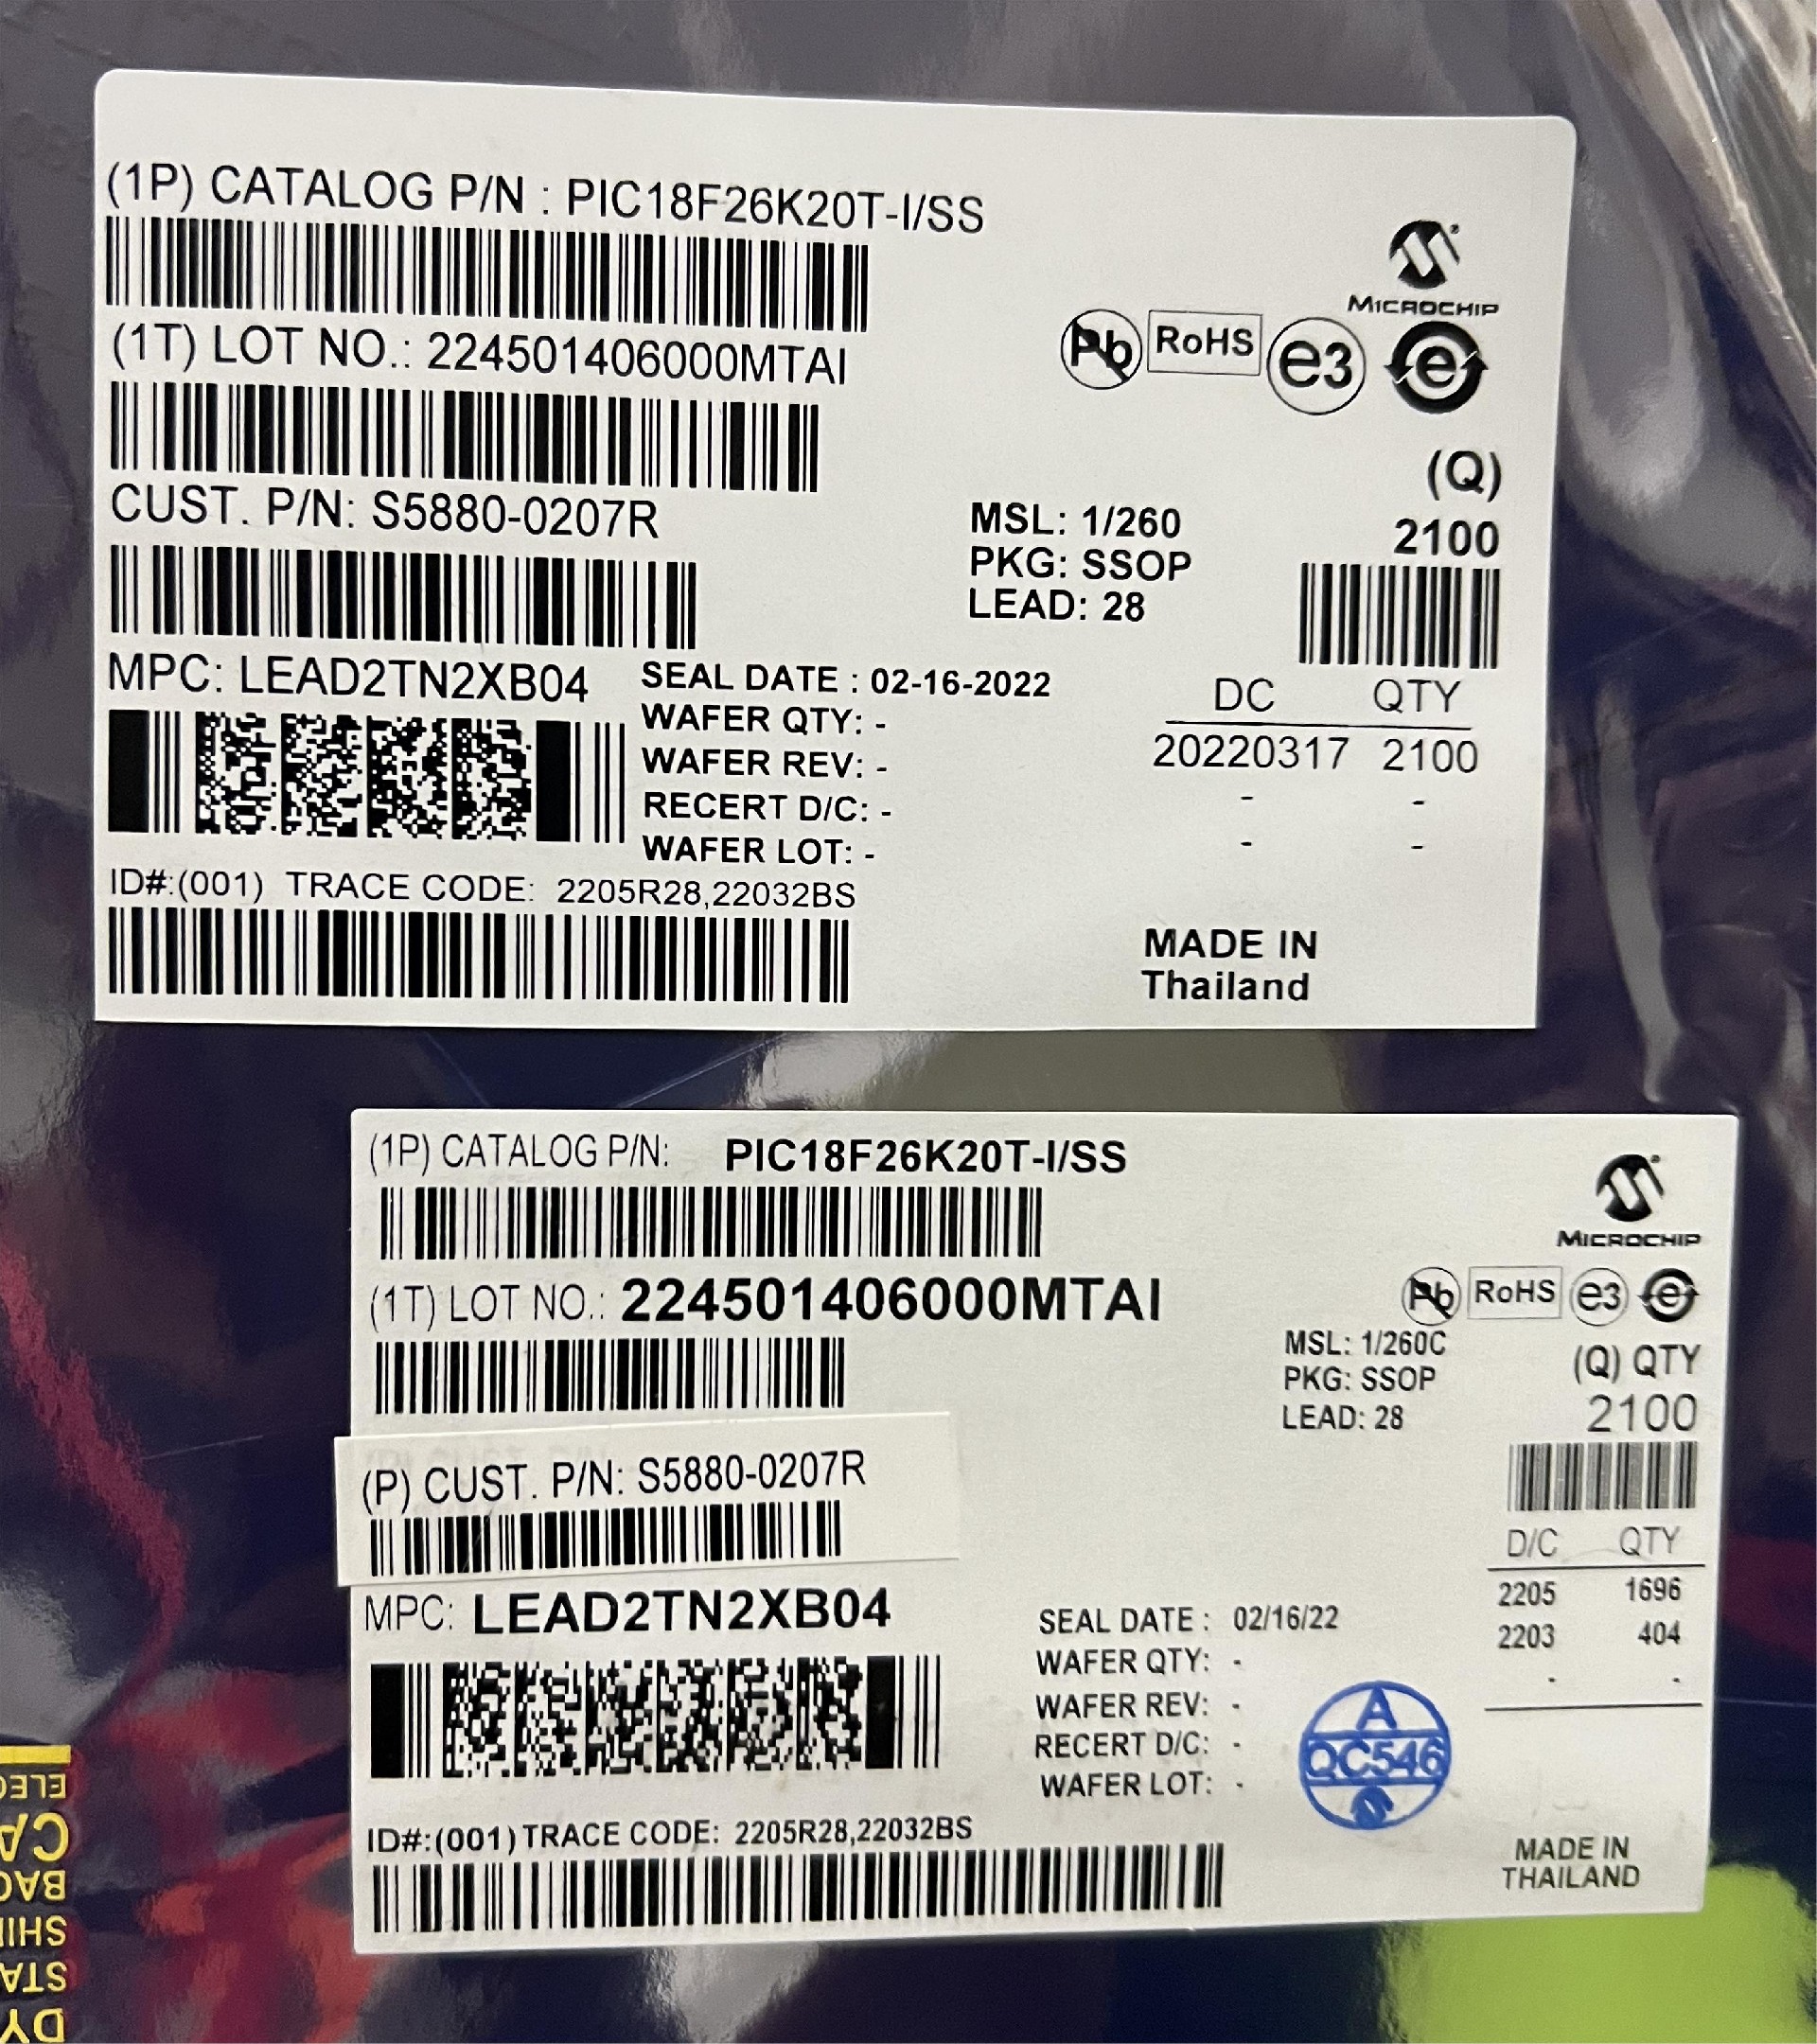 (1P) CATALOG P/N : PIC18F26K20T-I/SS
MICROCHIP
(1T) LOT NO.: 224501406000MTAI
Pb RoHS e3 e
CUST. P/N: S5880-0207R
(Q)
2100
MSL: 1/260
PKG: SSOP
LEAD: 28
MPC: LEAD2TN2XB04
SEAL DATE : 02-16-2022
WAFER QTY: -
WAFER REV: -
RECERT D/C: -
WAFER LOT: -
DC QTY
20220317 2100
- -
- -
ID#:(001) TRACE CODE: 2205R28,22032BS
MADE IN
Thailand
(1P) CATALOG P/N: PIC18F26K20T-I/SS
MICROCHIP
(1T) LOT NO.: 224501406000MTAI
Pb RoHS e3 e
MSL: 1/260C
PKG: SSOP
LEAD: 28
(Q) QTY
2100
(P) CUST. P/N: S5880-0207R
D/C QTY
2205 1696
2203 404
- -
MPC: LEAD2TN2XB04
SEAL DATE : 02/16/22
WAFER QTY: -
WAFER REV: -
RECERT D/C: -
WAFER LOT: -
A
QC546
ID#:(001) TRACE CODE: 2205R28,22032BS
MADE IN
THAILAND